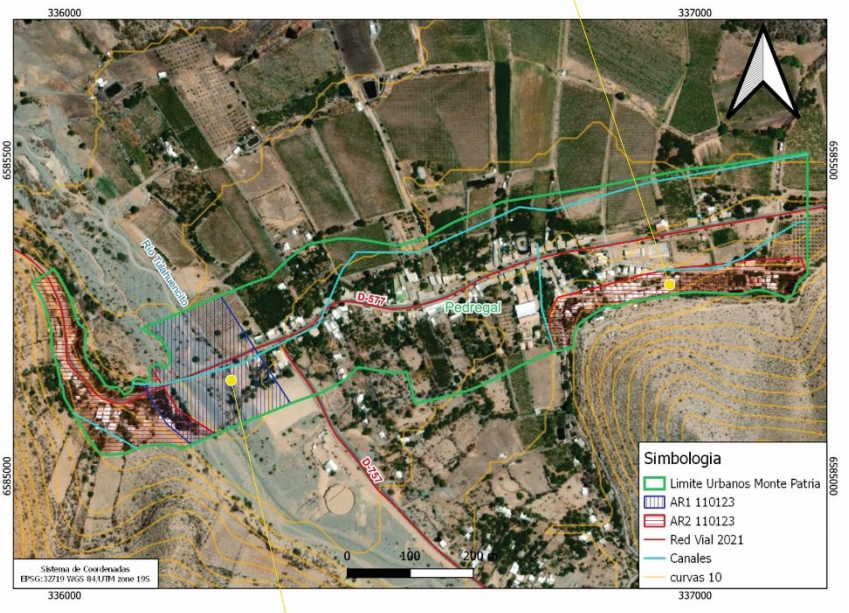 336000
337000
6585500
6585500
Rio Tulahuencito
D-577
Pedregal
D-757
6585000
6585000
Simbologia
Limite Urbanos Monte Patria
AR1 110123
AR2 110123
Red Vial 2021
Canales
curvas 10
0 100 200 m
Sistema de Coordenadas
EPSG:32719 WGS 84/UTM zone 19S
336000
337000